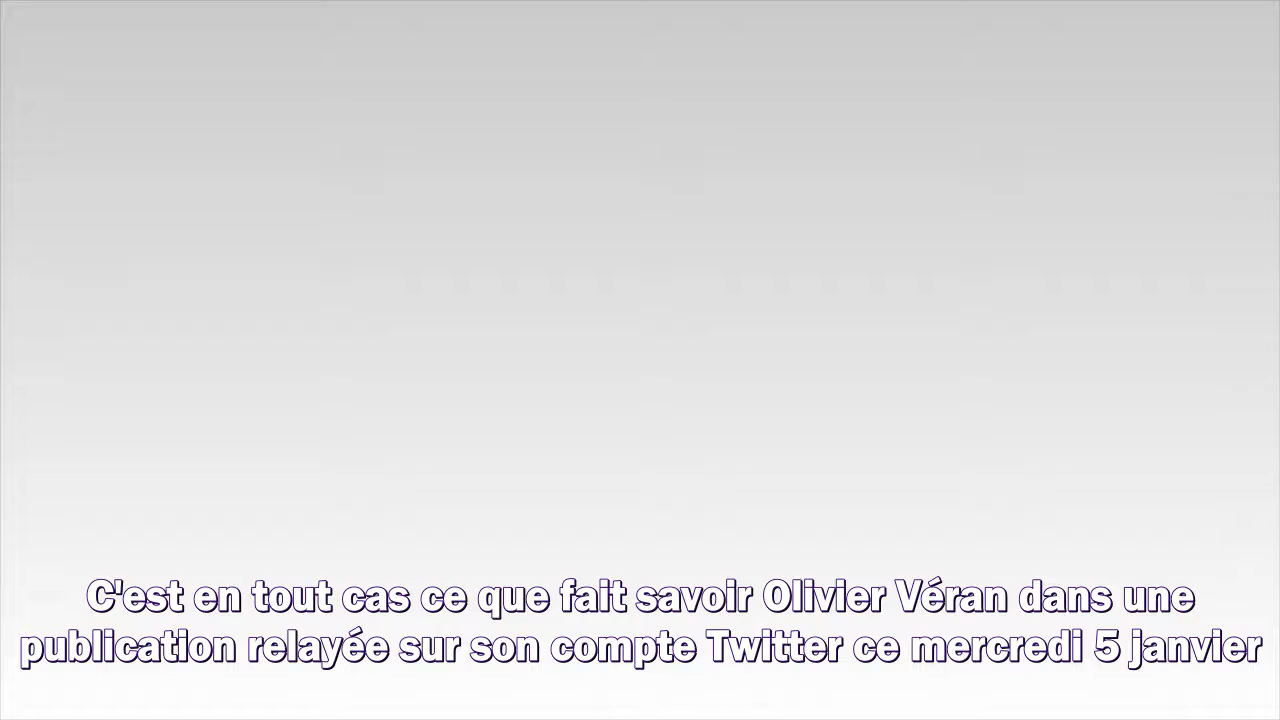 C'est en tout cas ce que fait savoir Olivier Véran dans une
publication relayée sur son compte Twitter ce mercredi 5 janvier